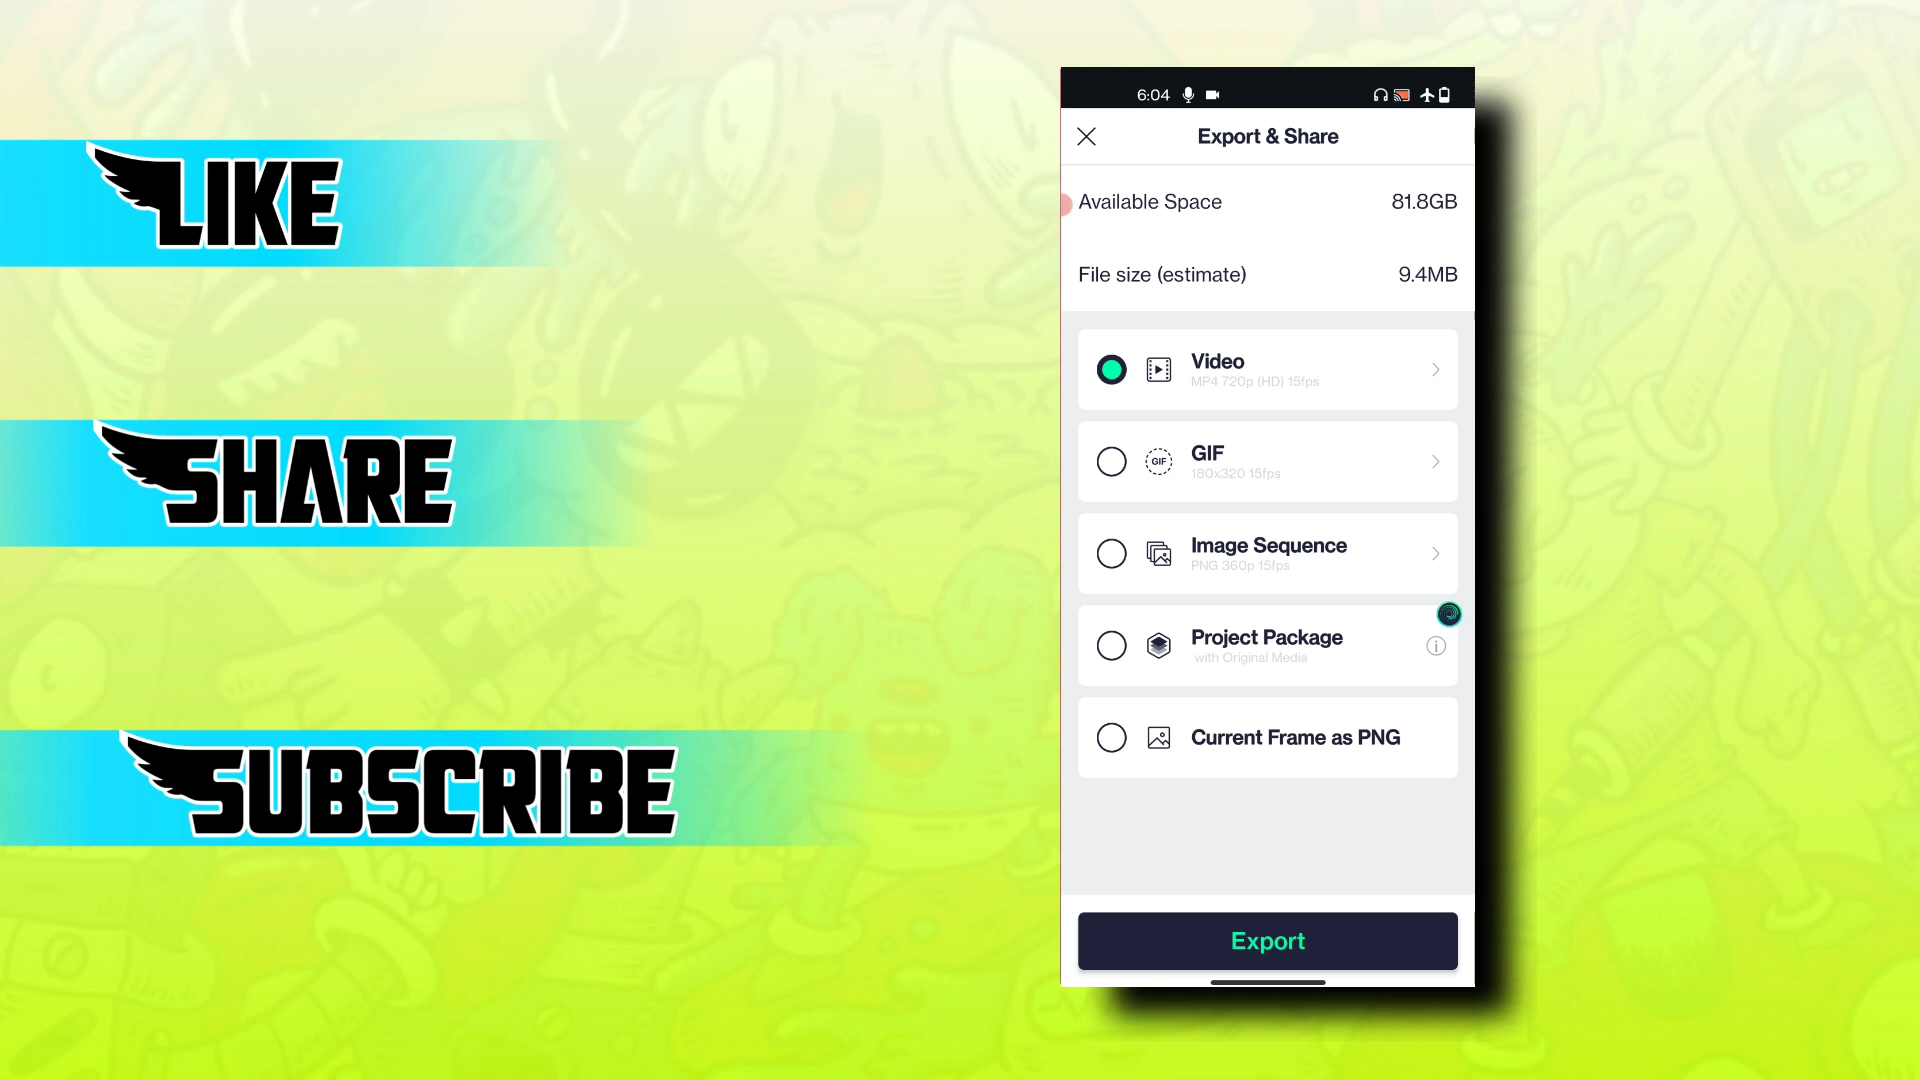 LIKE
SHARE
SUBSCRIBE
6:04
Export & Share
Available Space 81.8GB
File size (estimate) 9.4MB
Video
MP4 720p (HD) 15fps
GIF
GIF
180x320 15fps
Image Sequence
PNG 360p 15fps
Project Package
with Original Media
Current Frame as PNG
Export